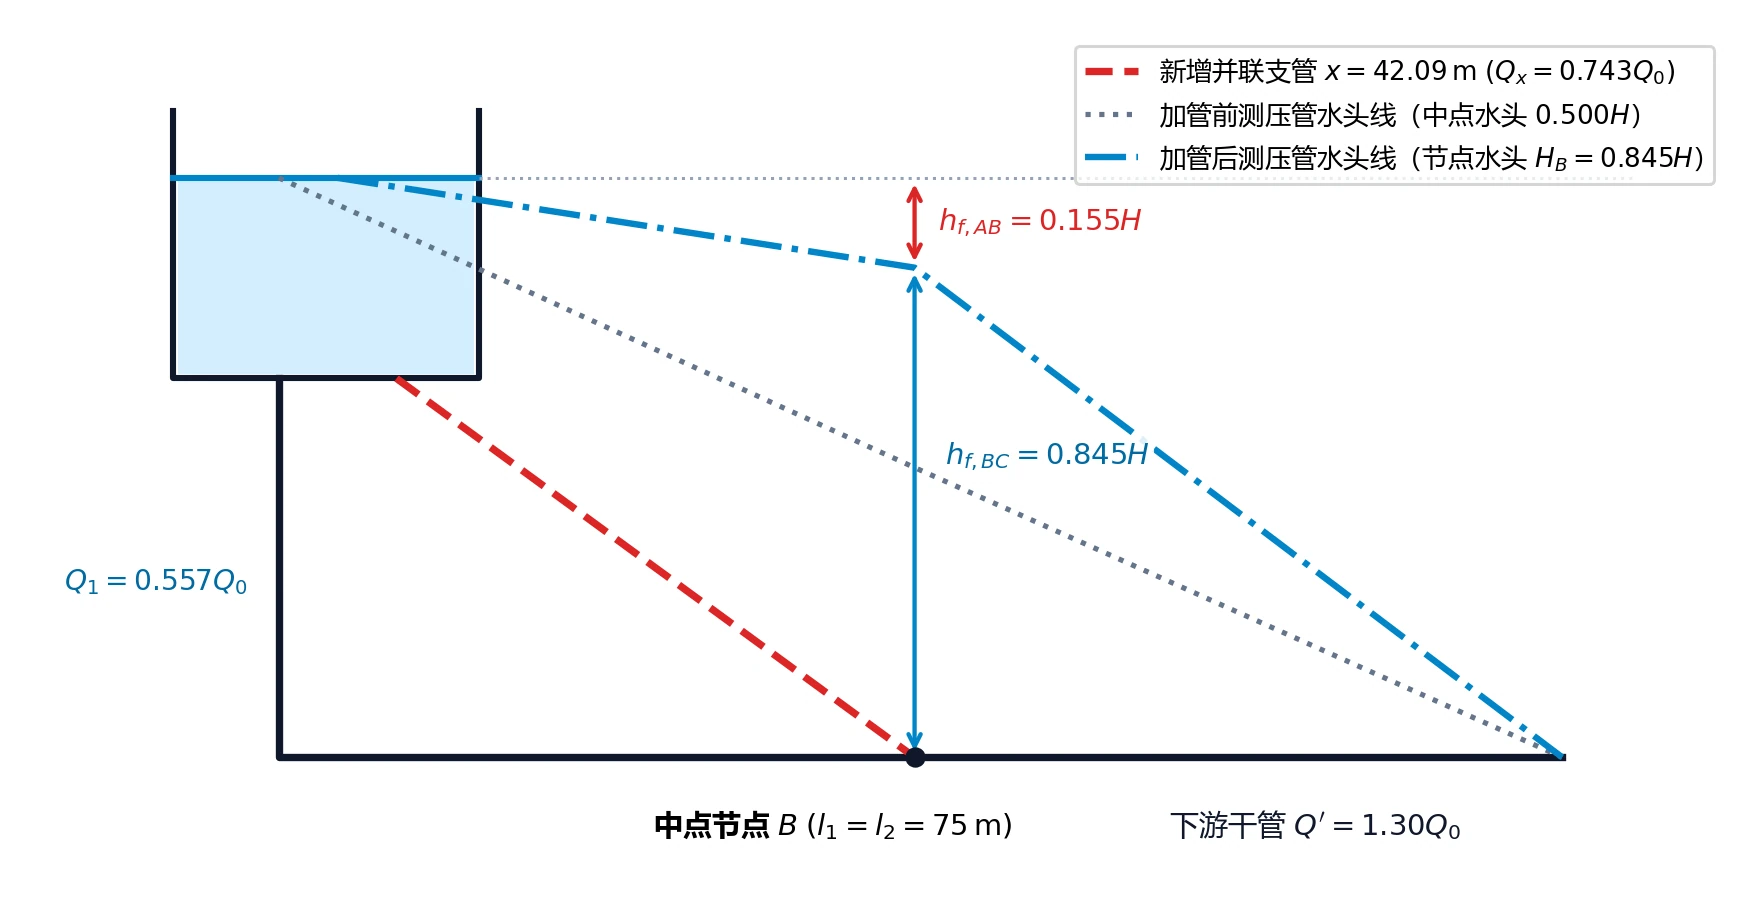 新增并联支管 x = 42.09 m (Qₓ = 0.743Q₀)
加管前测压管水头线（中点水头 0.500H）
加管后测压管水头线（节点水头 H_B = 0.845H）
h_{f,AB} = 0.155H
h_{f,BC} = 0.845H
Q₁ = 0.557Q₀
中点节点 B (l₁ = l₂ = 75 m)
下游干管 Q′ = 1.30Q₀